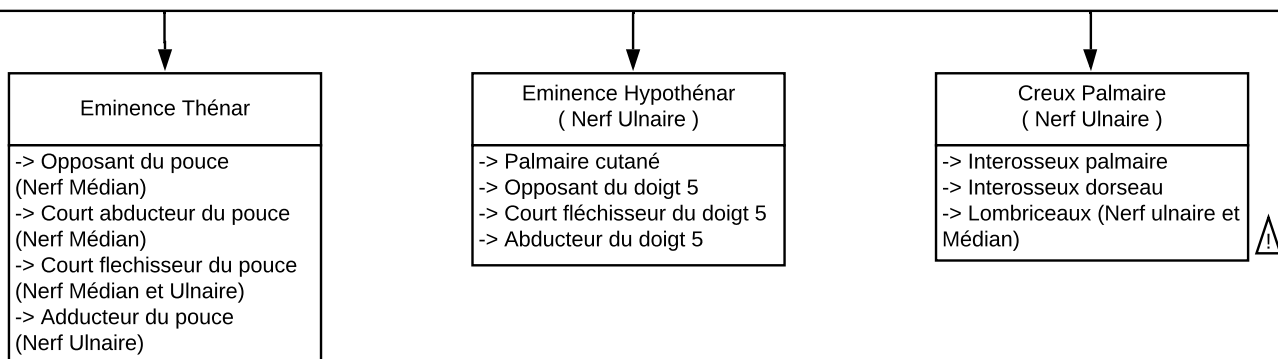 Eminence Thénar
-> Opposant du pouce
(Nerf Médian)
-> Court abducteur du pouce
(Nerf Médian)
-> Court flechisseur du pouce
(Nerf Médian et Ulnaire)
-> Adducteur du pouce
(Nerf Ulnaire)
Eminence Hypothénar
( Nerf Ulnaire )
-> Palmaire cutané
-> Opposant du doigt 5
-> Court fléchisseur du doigt 5
-> Abducteur du doigt 5
Creux Palmaire
( Nerf Ulnaire )
-> Interosseux palmaire
-> Interosseux dorseau
-> Lombriceaux (Nerf ulnaire et
Médian)
!